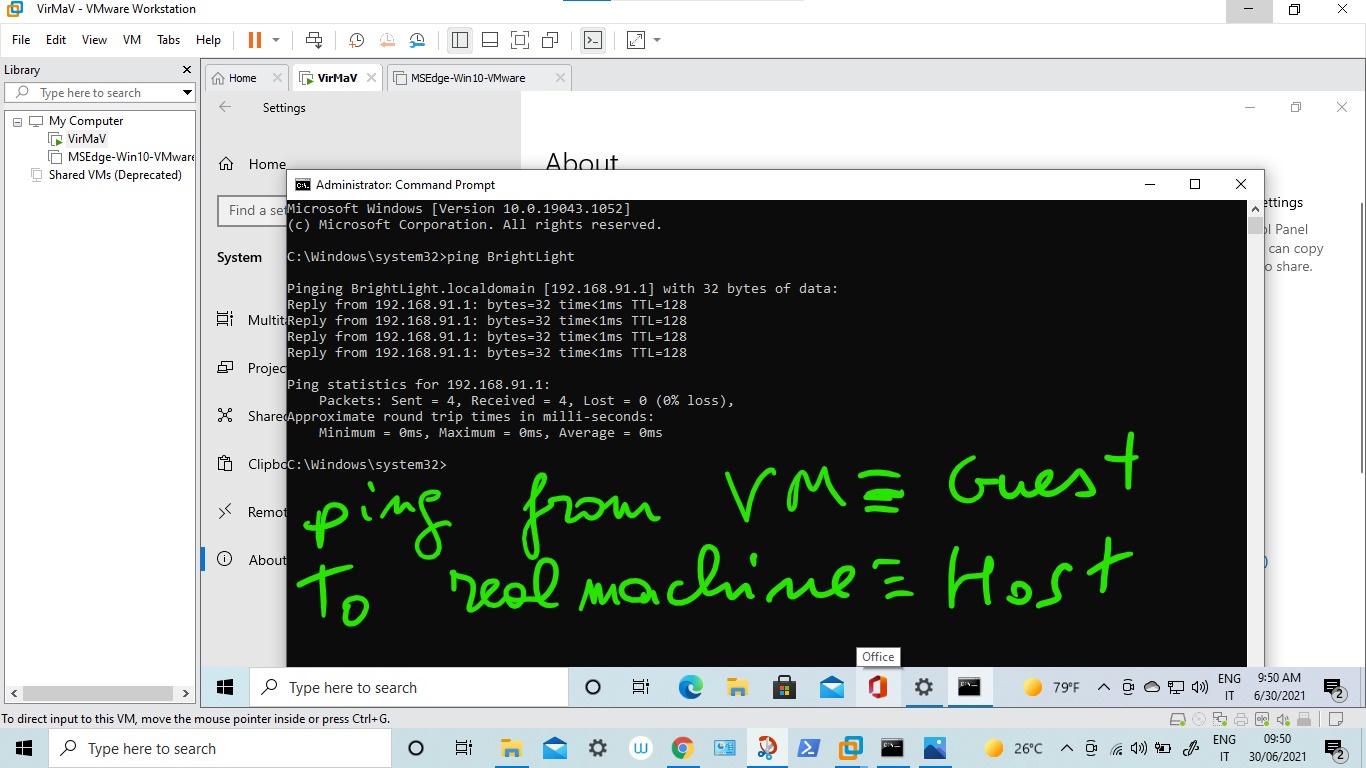 VirMaV - VMware Workstation
File Edit View VM Tabs Help
Library
Type here to search
My Computer
VirMaV
MSEdge-Win10-VMware
Shared VMs (Deprecated)
Home VirMaV MSEdge-Win10-VMware
Settings
Home
About
Find a se
System
Multit
Projec
Share
Clipbo
Remot
About
ettings
ol Panel
can copy
o share.
Administrator: Command Prompt
Microsoft Windows [Version 10.0.19043.1052]
(c) Microsoft Corporation. All rights reserved.
C:\Windows\system32>ping BrightLight
Pinging BrightLight.localdomain [192.168.91.1] with 32 bytes of data:
Reply from 192.168.91.1: bytes=32 time<1ms TTL=128
Reply from 192.168.91.1: bytes=32 time<1ms TTL=128
Reply from 192.168.91.1: bytes=32 time<1ms TTL=128
Reply from 192.168.91.1: bytes=32 time<1ms TTL=128
Ping statistics for 192.168.91.1:
Packets: Sent = 4, Received = 4, Lost = 0 (0% loss),
Approximate round trip times in milli-seconds:
Minimum = 0ms, Maximum = 0ms, Average = 0ms
C:\Windows\system32>
ping from VM ≡ Guest
To real machine ≡ Host
Office
Type here to search
79°F
ENG 9:50 AM
IT 6/30/2021
2
To direct input to this VM, move the mouse pointer inside or press Ctrl+G.
Type here to search
26°C
ENG 09:50
IT 30/06/2021
2